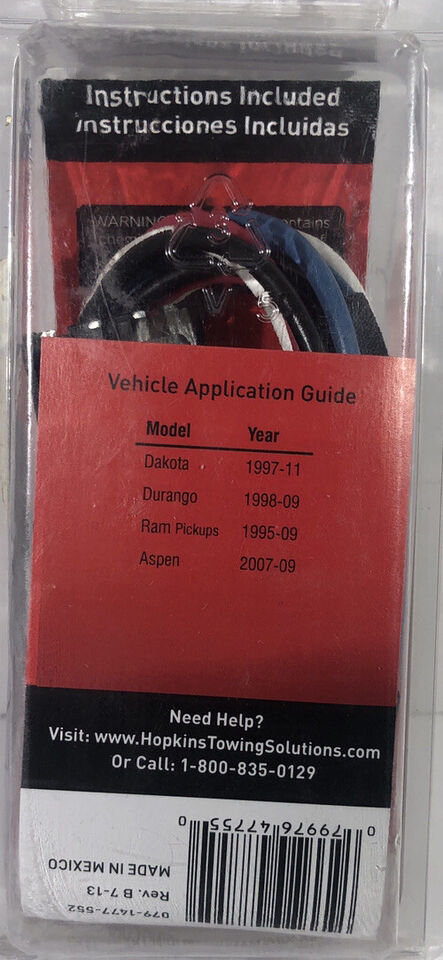 Instructions Included
Instrucciones Incluidas
WARNING
Vehicle Application Guide
Model Year
Dakota 1997-11
Durango 1998-09
Ram Pickups 1995-09
Aspen 2007-09
Need Help?
Visit: www.HopkinsTowingSolutions.com
Or Call: 1-800-835-0129
0 79976 47755 0
MADE IN MEXICO
Rev. B 7-13
079-1477-552